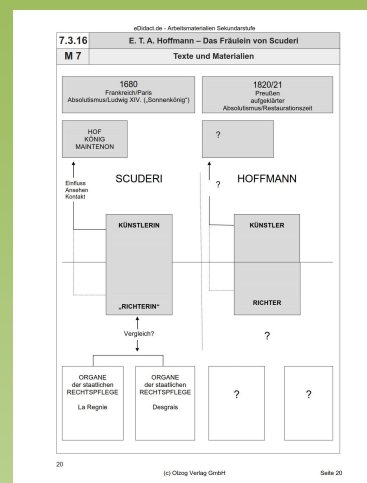 eDidact.de - Arbeitsmaterialien Sekundarstufe
7.3.16
E. T. A. Hoffmann – Das Fräulein von Scuderi
M 7
Texte und Materialien
1680
Frankreich/Paris
Absolutismus/Ludwig XIV. („Sonnenkönig“)
1820/21
Preußen
aufgeklärter
Absolutismus/Restaurationszeit
HOF
KÖNIG
MAINTENON
?
Einfluss
Ansehen
Kontakt
SCUDERI
?
HOFFMANN
KÜNSTLERIN
KÜNSTLER
„RICHTERIN“
RICHTER
Vergleich?
?
ORGANE
der staatlichen
RECHTSPFLEGE
La Regnie
ORGANE
der staatlichen
RECHTSPFLEGE
Desgrais
?
?
20
(c) Olzog Verlag GmbH
Seite 20